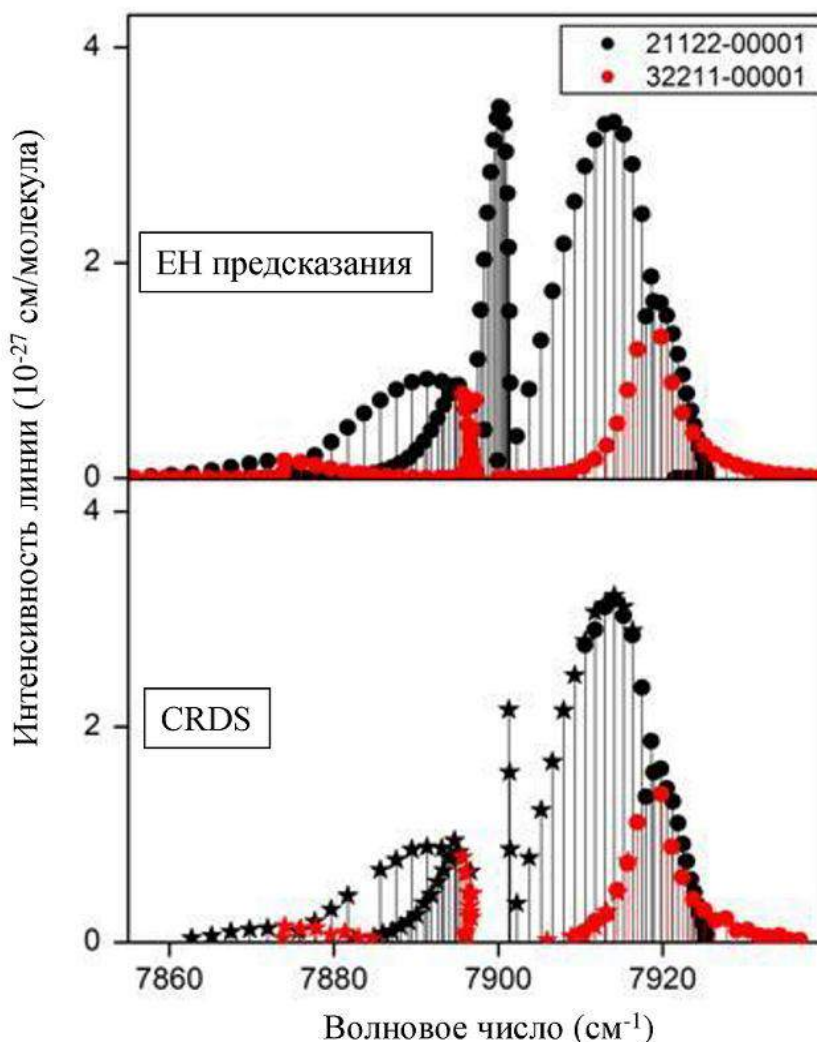 4
21122-00001
32211-00001
EH предсказания
2
0
4
CRDS
2
0
7860 7880 7900 7920
Волновое число (см-1)
Интенсивность линии (10-27 см/молекула)